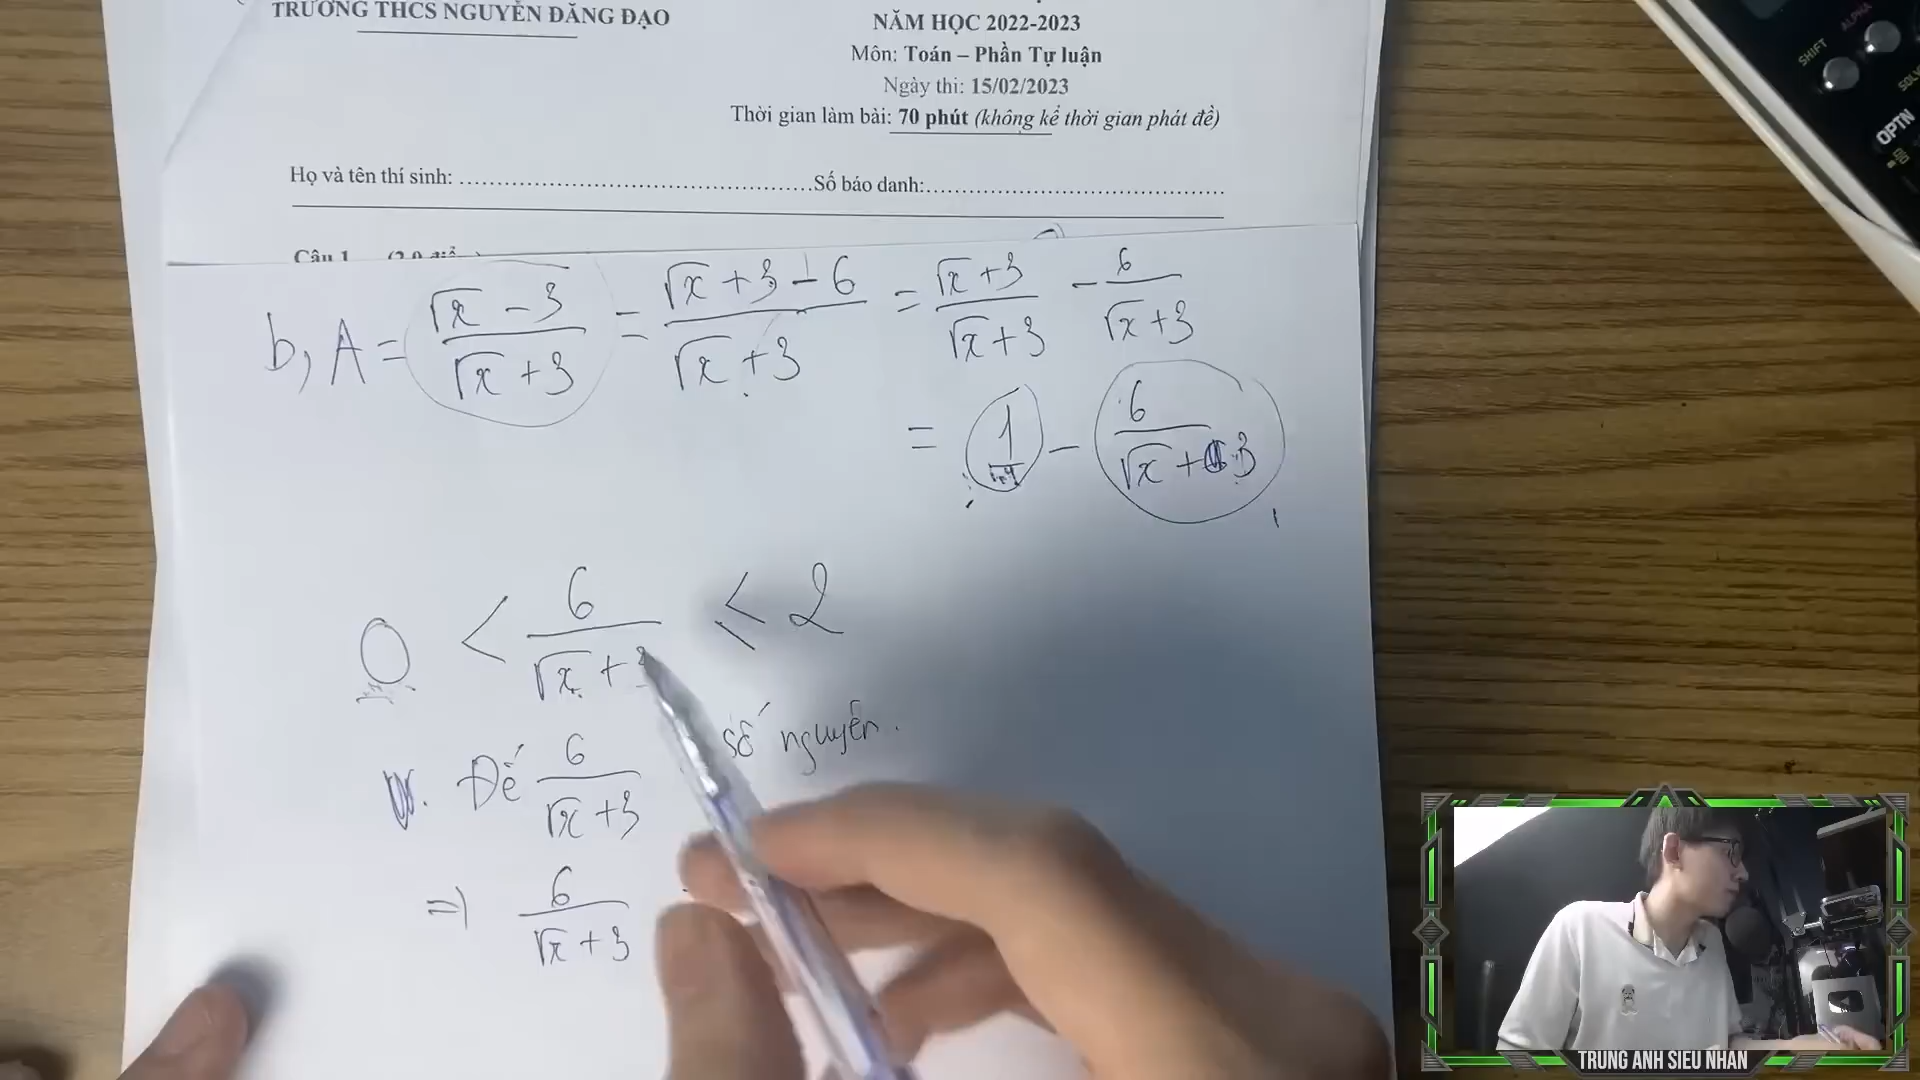 TRƯỜNG THCS NGUYỄN ĐĂNG ĐẠO
NĂM HỌC 2022-2023
Môn: Toán – Phần Tự luận
Ngày thi: 15/02/2023
Thời gian làm bài: 70 phút (không kể thời gian phát đề)
Họ và tên thí sinh: ........ Số báo danh: ........
Câu 1
b, A = (√x - 3)/(√x + 3) = (√x + 3 - 6)/(√x + 3) = (√x + 3)/(√x + 3) - 6/(√x + 3)
= 1 - 6/(√x + 3)
0 < 6/(√x + 3) ≤ 2
Để 6/(√x + 3) số nguyên.
=> 6/(√x + 3)
SHIFT
ALPHA
OPTN
TRUNG ANH SIEU NHAN